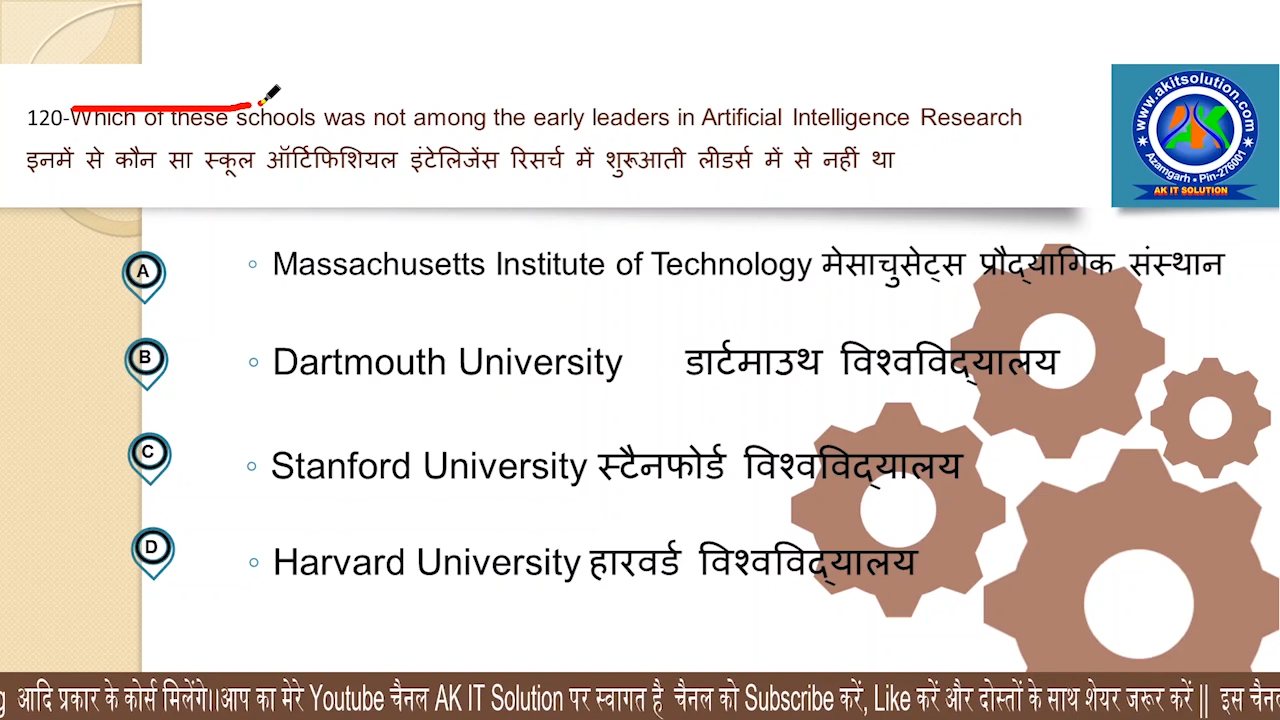 120-Which of these schools was not among the early leaders in Artificial Intelligence Research
इनमें से कौन सा स्कूल ऑर्टिफिशियल इंटेलिजेंस रिसर्च में शुरूआती लीडर्स में से नहीं था
www.akitsolution.com
AK
Azamgarh • Pin-276001
AK IT SOLUTION
A
Massachusetts Institute of Technology मेसाचुसेट्स प्रौद्यागिक संस्थान
B
Dartmouth University डार्टमाउथ विश्वविद्यालय
C
Stanford University स्टैनफोर्ड विश्वविद्यालय
D
Harvard University हारवर्ड विश्वविद्यालय
g आदि प्रकार के कोर्स मिलेंगे।।आप का मेरे Youtube चैनल AK IT Solution पर स्वागत है चैनल को Subscribe करें, Like करें और दोस्तों के साथ शेयर जरूर करें || इस चैन